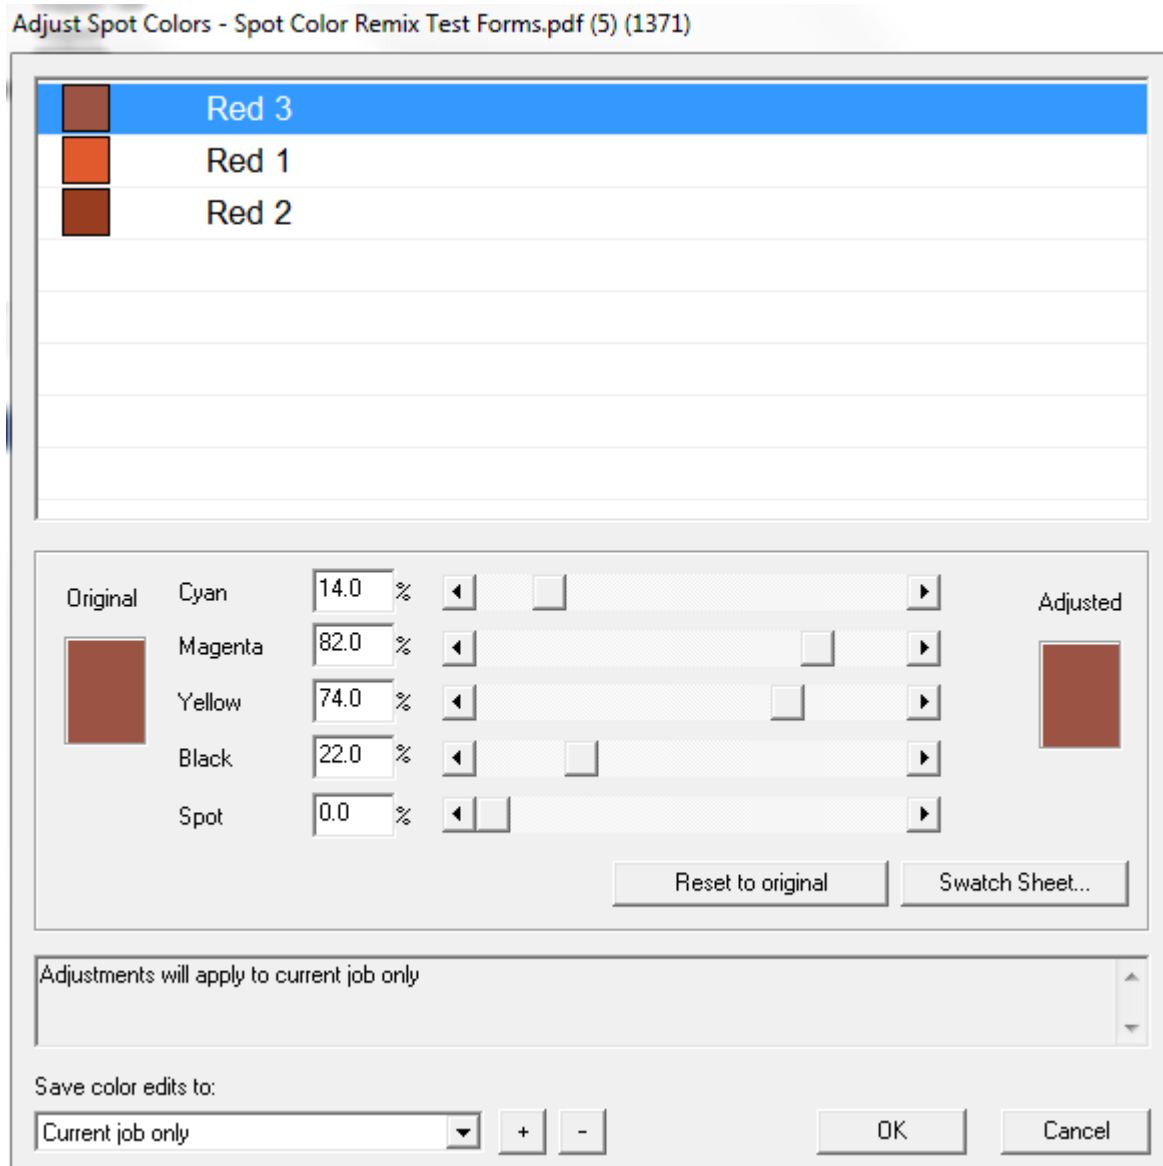 Adjust Spot Colors - Spot Color Remix Test Forms.pdf (5) (1371)
Red 3
Red 1
Red 2
Original
Cyan 14.0 %
Adjusted
Magenta 82.0 %
Yellow 74.0 %
Black 22.0 %
Spot 0.0 %
Reset to original
Swatch Sheet...
Adjustments will apply to current job only
Save color edits to:
Current job only + - OK Cancel